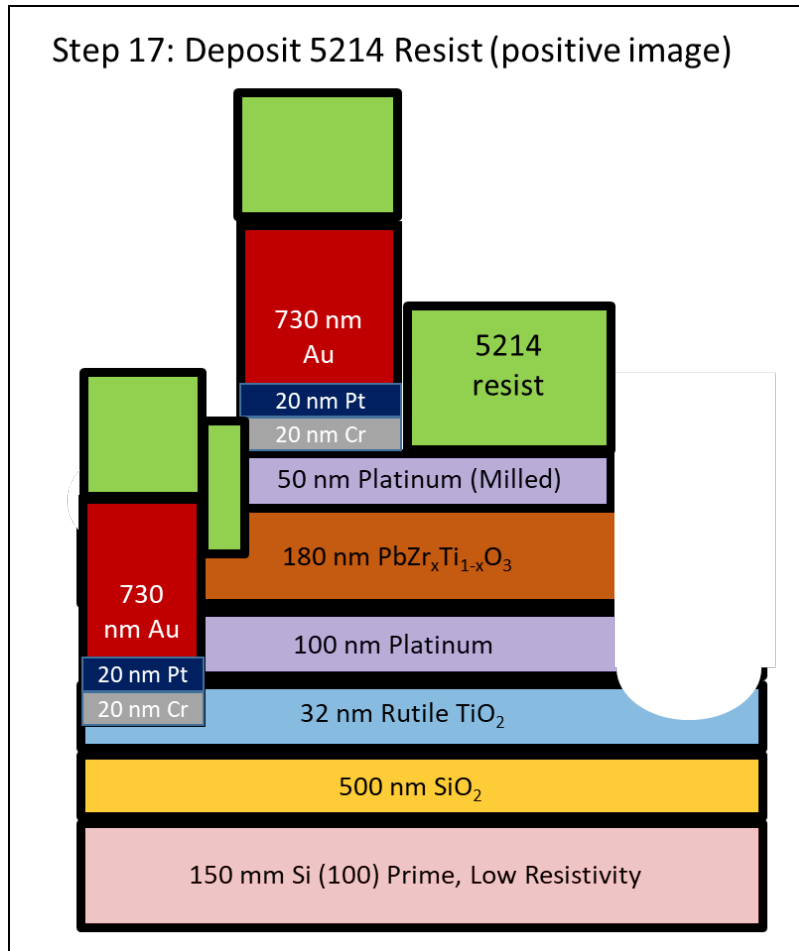 Step 17: Deposit 5214 Resist (positive image)
730 nm
Au
5214
resist
20 nm Pt
20 nm Cr
50 nm Platinum (Milled)
180 nm PbZrₓTi₁₋ₓO₃
730
nm Au
100 nm Platinum
20 nm Pt
20 nm Cr
32 nm Rutile TiO₂
500 nm SiO₂
150 mm Si (100) Prime, Low Resistivity